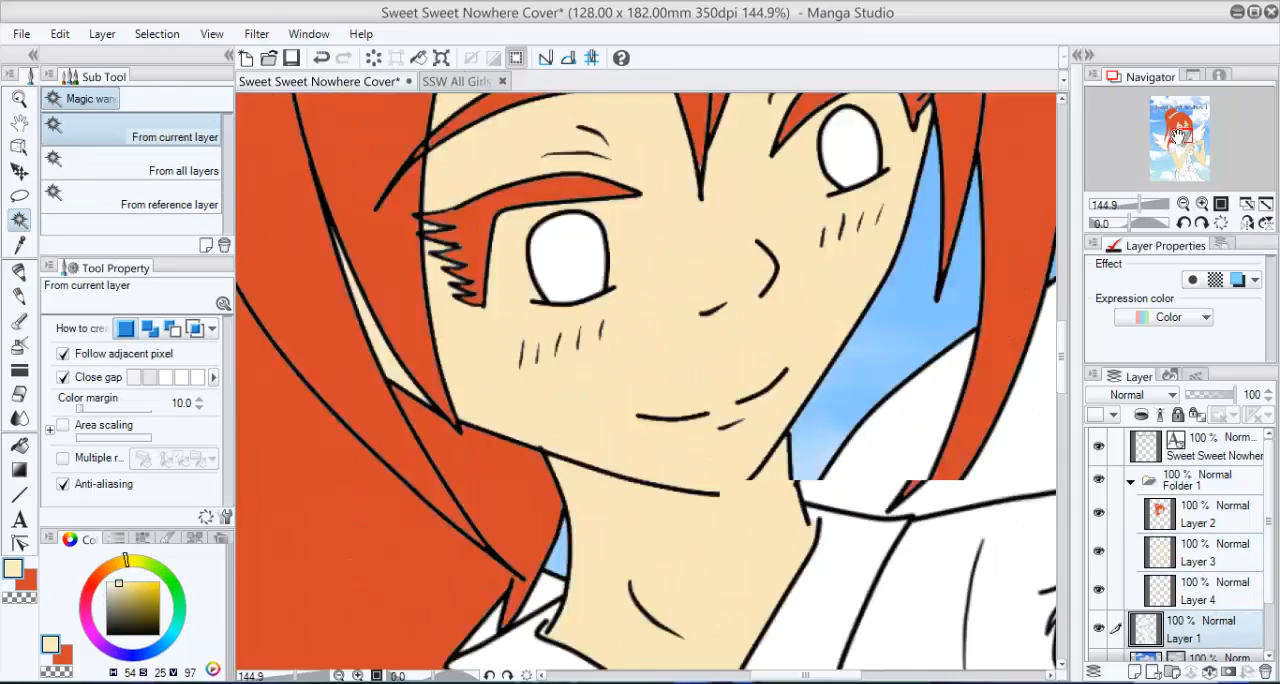 Sweet Sweet Nowhere Cover* (128.00 x 182.00mm 350dpi 144.9%) - Manga Studio
File Edit Layer Selection View Filter Window Help
Sub Tool
Sweet Sweet Nowhere Cover*
SSW All Girls
Navigator
Magic wan
From current layer
From all layers
From reference layer
144.9
0.0
Tool Property
From current layer
How to cre
Follow adjacent pixel
Close gap
Color margin
10.0
Area scaling
Multiple r...
Anti-aliasing
Layer Properties
Effect
Expression color
Color
Layer
Normal
100
100 % Norm...
Sweet Sweet Nowher
100 % Normal
Folder 1
100 % Normal
Layer 2
100 % Normal
Layer 3
100 % Normal
Layer 4
100 % Normal
Layer 1
100 % Norm...
Co
H 54 S 25 V 97
144.9
0.0